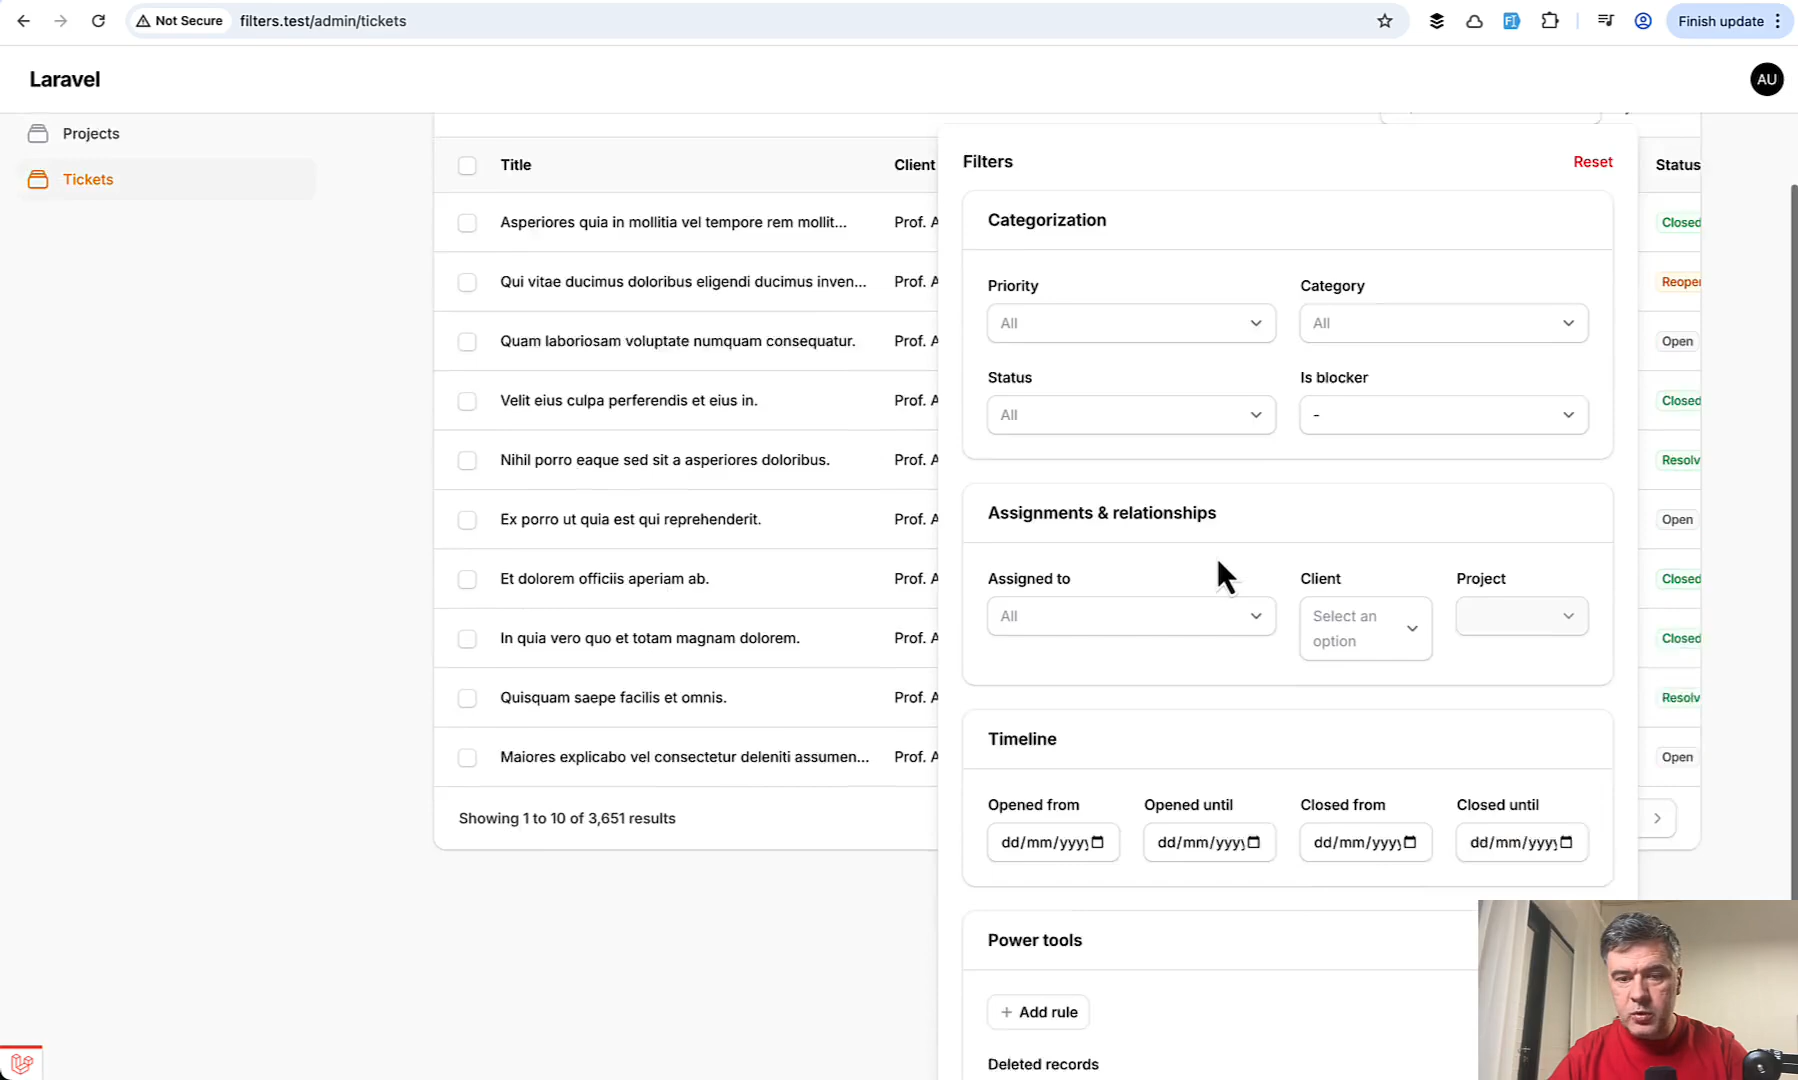 Not Secure filters.test/admin/tickets Finish update
Laravel AU
Projects
Tickets
Title Client Status
Asperiores quia in mollitia vel tempore rem mollit... Prof. A Closed
Qui vitae ducimus doloribus eligendi ducimus inven... Prof. A Reoper
Quam laboriosam voluptate numquam consequatur. Prof. A Open
Velit eius culpa perferendis et eius in. Prof. A Closed
Nihil porro eaque sed sit a asperiores doloribus. Prof. A Resolv
Ex porro ut quia est qui reprehenderit. Prof. A Open
Et dolorem officiis aperiam ab. Prof. A Closed
In quia vero quo et totam magnam dolorem. Prof. A Closed
Quisquam saepe facilis et omnis. Prof. A Resolv
Maiores explicabo vel consectetur deleniti assumen... Prof. A Open
Showing 1 to 10 of 3,651 results
Filters Reset
Categorization
Priority Category
All All
Status Is blocker
All -
Assignments & relationships
Assigned to Client Project
All Select an
option
Timeline
Opened from Opened until Closed from Closed until
dd/mm/yyyy dd/mm/yyyy dd/mm/yyyy dd/mm/yyyy
Power tools
+ Add rule
Deleted records